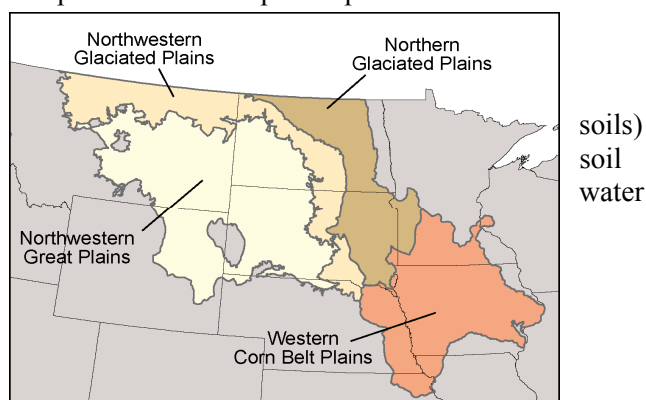 Northwestern
Glaciated Plains
Northern
Glaciated Plains
soils)
soil
water
Northwestern
Great Plains
Western
Corn Belt Plains